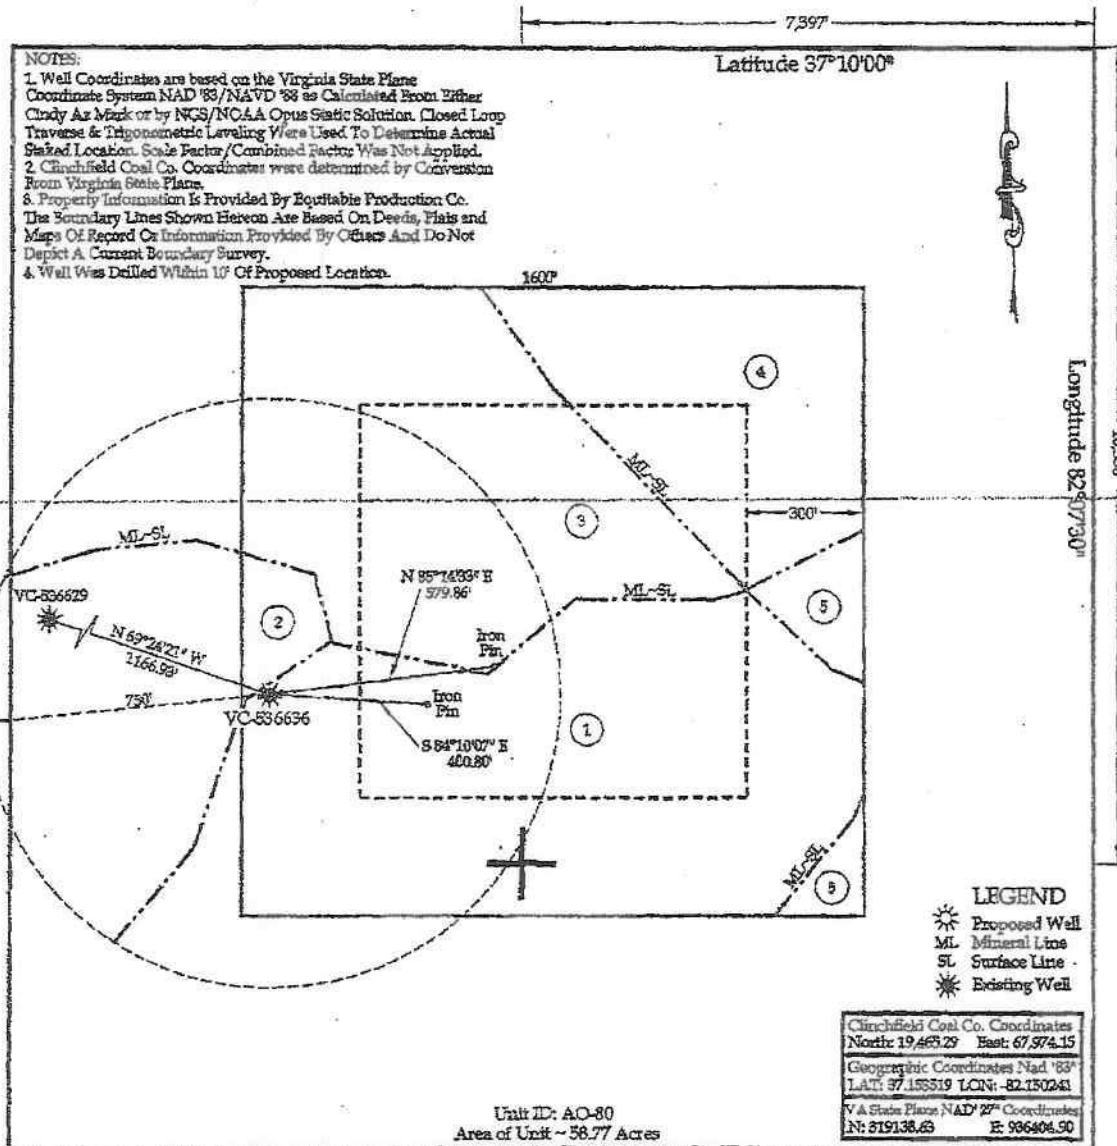 7,397'
NOTES:
1. Well Coordinates are based on the Virginia State Plane
Coordinate System NAD '83/NAVD '88 as Calculated From Either
Cindy Az Mark or by NGS/NOAA Opus Static Solution. Closed Loop
Traverse & Trigonometric Leveling Were Used To Determine Actual
Staked Location. Scale Factor/Combined Factor Was Not Applied.
2. Clinchfield Coal Co. Coordinates were determined by Conversion
From Virginia State Plane.
3. Property Information Is Provided By Equitable Production Co.
The Boundary Lines Shown Hereon Are Based On Deeds, Plats and
Maps Of Record Or Information Provided By Others And Do Not
Depict A Current Boundary Survey.
4. Well Was Drilled Within 10' Of Proposed Location.
Latitude 37°10'00"
Longitude 82°07'30"
1600'
4
ML~SL
3
300'
ML~SL
VC-536629
N 85°14'33" E
579.86'
ML~SL
5
2
N 69°24'21" W
2166.93'
Iron
Pin
750'
VC-536636
Iron
Pin
S 84°10'07" E
400.80'
1
ML~SL
5
LEGEND
Proposed Well
ML Mineral Line
SL Surface Line
Existing Well
Clinchfield Coal Co. Coordinates
North: 19,465.29 East: 67,974.15
Geographic Coordinates Nad '83"
LAT: 37.155519 LON: -82.150241
VA State Plane NAD' 27" Coordinates
N: 319138.63 E: 936404.90
Unit ID: AO-80
Area of Unit ~ 58.77 Acres